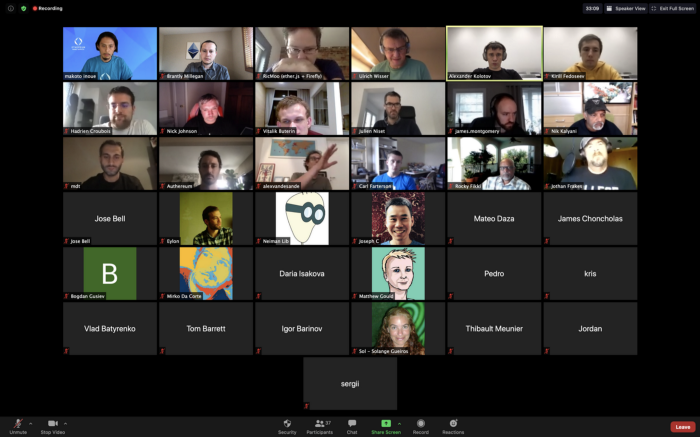 Recording
33:09
Speaker View
Exit Full Screen
makoto inoue
Brantly Millegan
RicMoo (ether.js + Firefly)
Ulrich Wisser
Alexander Kolotov
Kirill Fedoseev
Hadrien Croubois
Nick Johnson
Vitalik Buterin
Julien Niset
james.montgomery
Nik Kalyani
mdt
Authereum
alexvandesande
Carl Farterson
Rocky Fikki
Jothan Frakes
Jose Bell
Jose Bell
Eylon
Neiman Lib
Joseph C
Mateo Daza
James Choncholas
B
Bogdan Gusiev
Mirko Da Corte
Daria Isakova
Matthew Gould
Pedro
kris
Vlad Batyrenko
Tom Barrett
Igor Barinov
Sol – Solange Gueiros
Thibault Meunier
Jordan
sergii
Unmute
Stop Video
Security
37
Participants
Chat
Share Screen
Record
Reactions
Leave